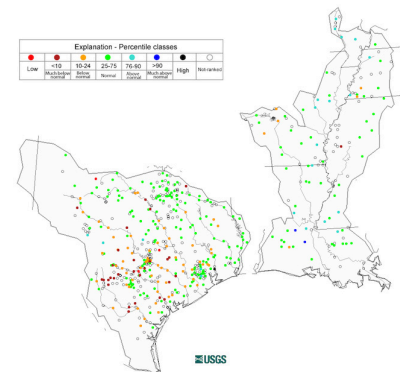 Explanation - Percentile classes
Low
<10
10-24
25-75
76-90
>90
High
Not-ranked
Much below normal
Below normal
Normal
Above normal
Much above normal
USGS